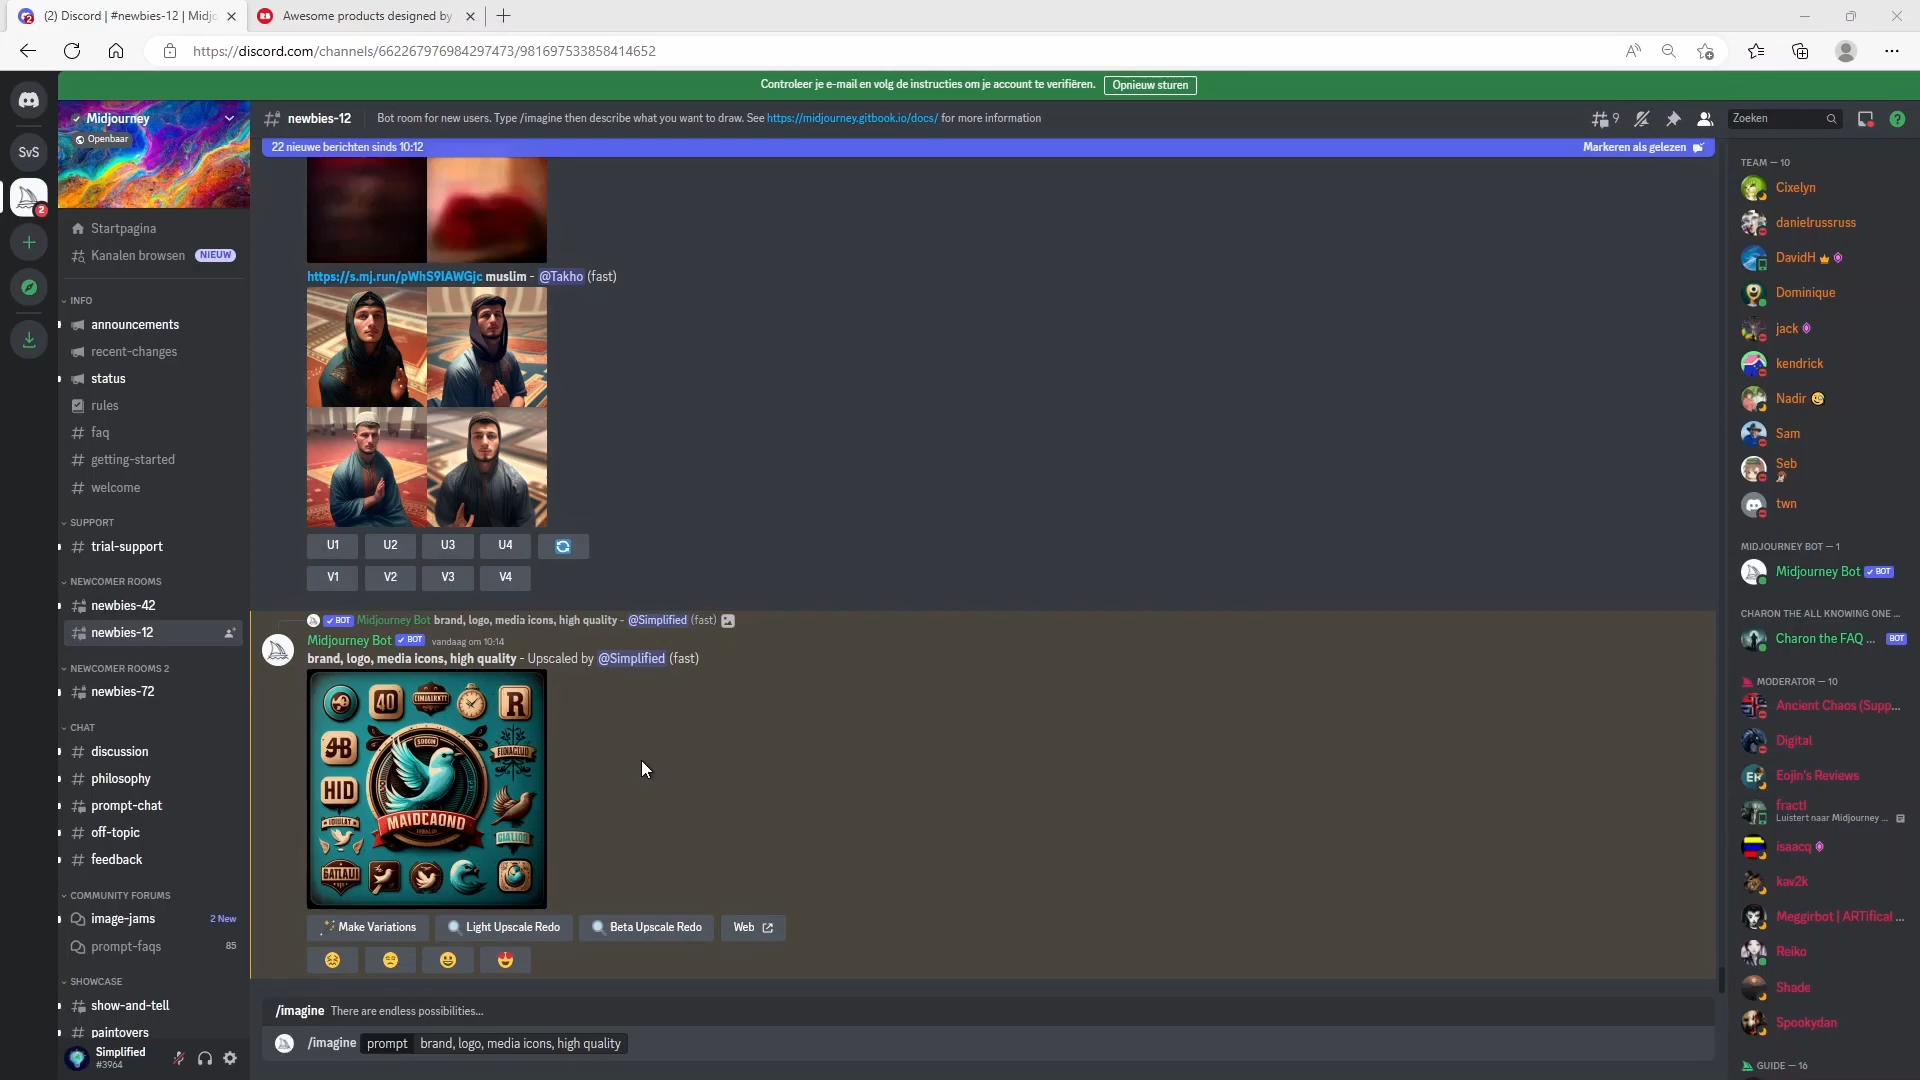 (2) Discord | #newbies-12 | Midjo
Awesome products designed by
https://discord.com/channels/662267976984297473/981697533858414652
Controleer je e-mail en volg de instructies om je account te verifiëren.
Opnieuw sturen
Midjourney
Openbaar
newbies-12
Bot room for new users. Type /imagine then describe what you want to draw. See https://midjourney.gitbook.io/docs/ for more information
9
Zoeken
22 nieuwe berichten sinds 10:12
Markeren als gelezen
SvS
2
Startpagina
Kanalen browsen NIEUW
INFO
announcements
recent-changes
status
rules
faq
getting-started
welcome
SUPPORT
trial-support
NEWCOMER ROOMS
newbies-42
newbies-12
NEWCOMER ROOMS 2
newbies-72
CHAT
discussion
philosophy
prompt-chat
off-topic
feedback
COMMUNITY FORUMS
image-jams 2 New
prompt-faqs 85
SHOWCASE
show-and-tell
paintovers
Simplified
#3964
https://s.mj.run/pWhS9IAWGjc muslim - @Takho (fast)
U1 U2 U3 U4
V1 V2 V3 V4
BOT Midjourney Bot brand, logo, media icons, high quality - @Simplified (fast)
Midjourney Bot BOT vandaag om 10:14
brand, logo, media icons, high quality - Upscaled by @Simplified (fast)
40
R
HID
MAIDCAOND
GATLAUI
Make Variations
Light Upscale Redo
Beta Upscale Redo
Web
/imagine There are endless possibilities...
/imagine prompt brand, logo, media icons, high quality
TEAM — 10
Cixelyn
danielrussruss
DavidH
Dominique
jack
kendrick
Nadir
Sam
Seb
twn
MIDJOURNEY BOT — 1
Midjourney Bot BOT
CHARON THE ALL KNOWING ONE ...
Charon the FAQ ... BOT
MODERATOR — 10
Ancient Chaos (Supp...
Digital
Eojin's Reviews
fractl
Luistert naar Midjourney ...
isaacq
kav2k
Meggirbot | ARTifical ...
Reiko
Shade
Spookydan
GUIDE — 16